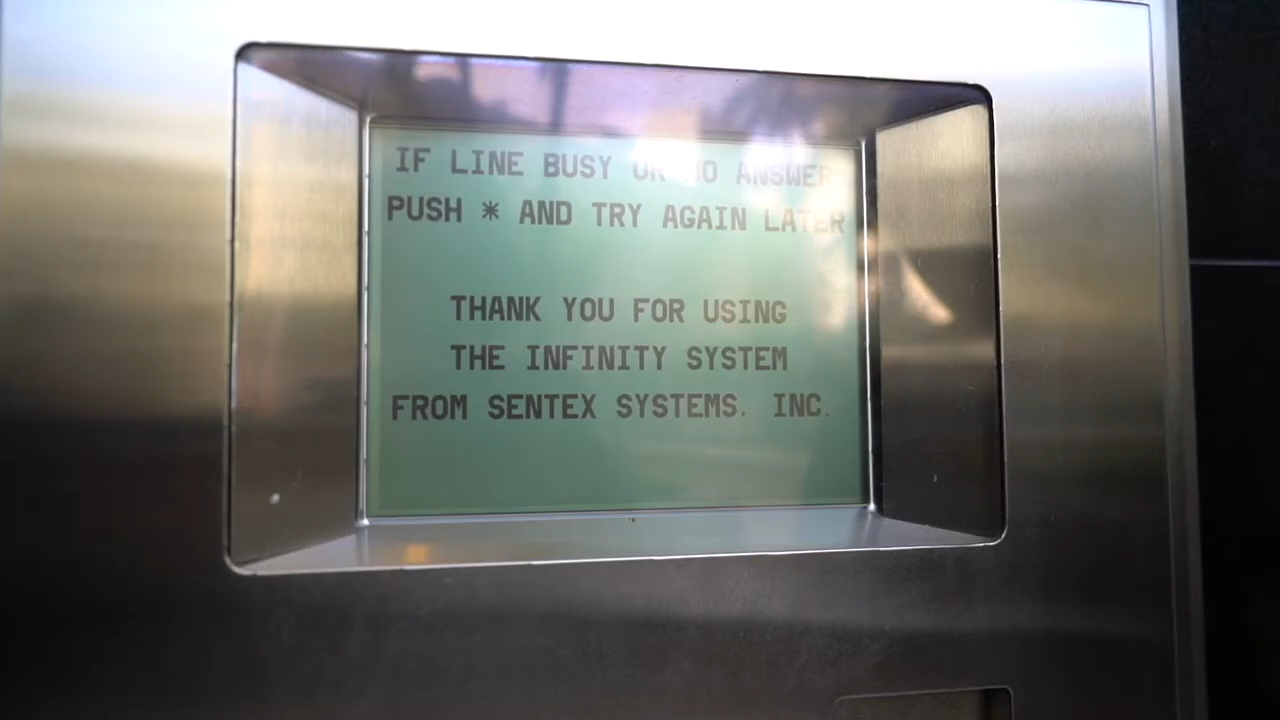 IF LINE BUSY OR NO ANSWER
PUSH * AND TRY AGAIN LATER
THANK YOU FOR USING
THE INFINITY SYSTEM
FROM SENTEX SYSTEMS, INC.